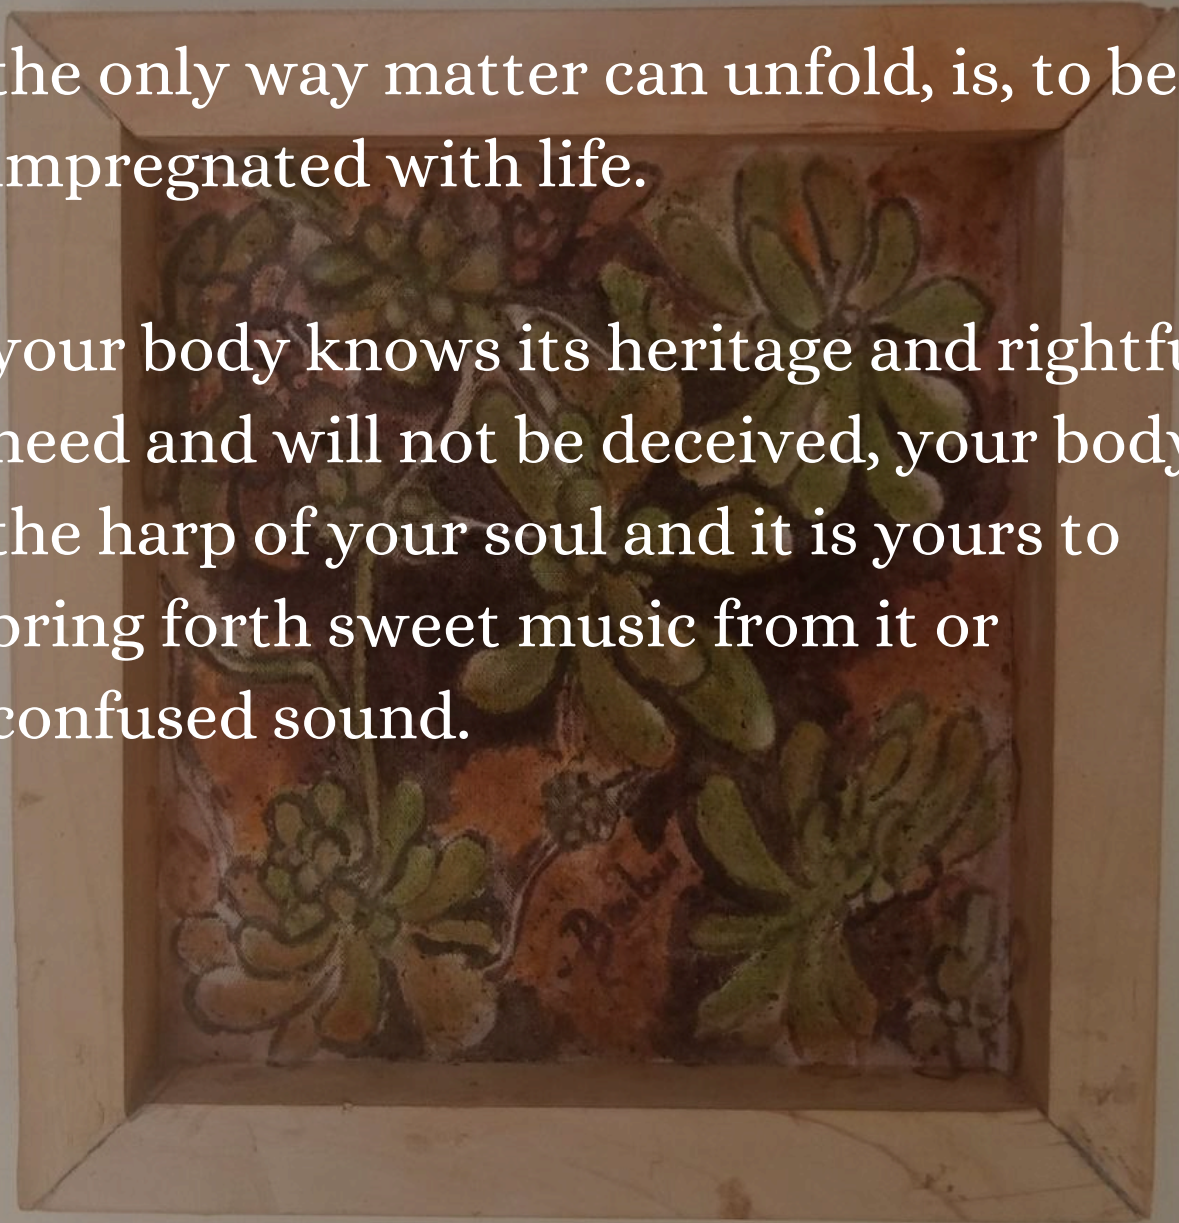 the only way matter can unfold, is, to be
impregnated with life.
your body knows its heritage and rightfu
need and will not be deceived, your body
the harp of your soul and it is yours to
bring forth sweet music from it or
confused sound.